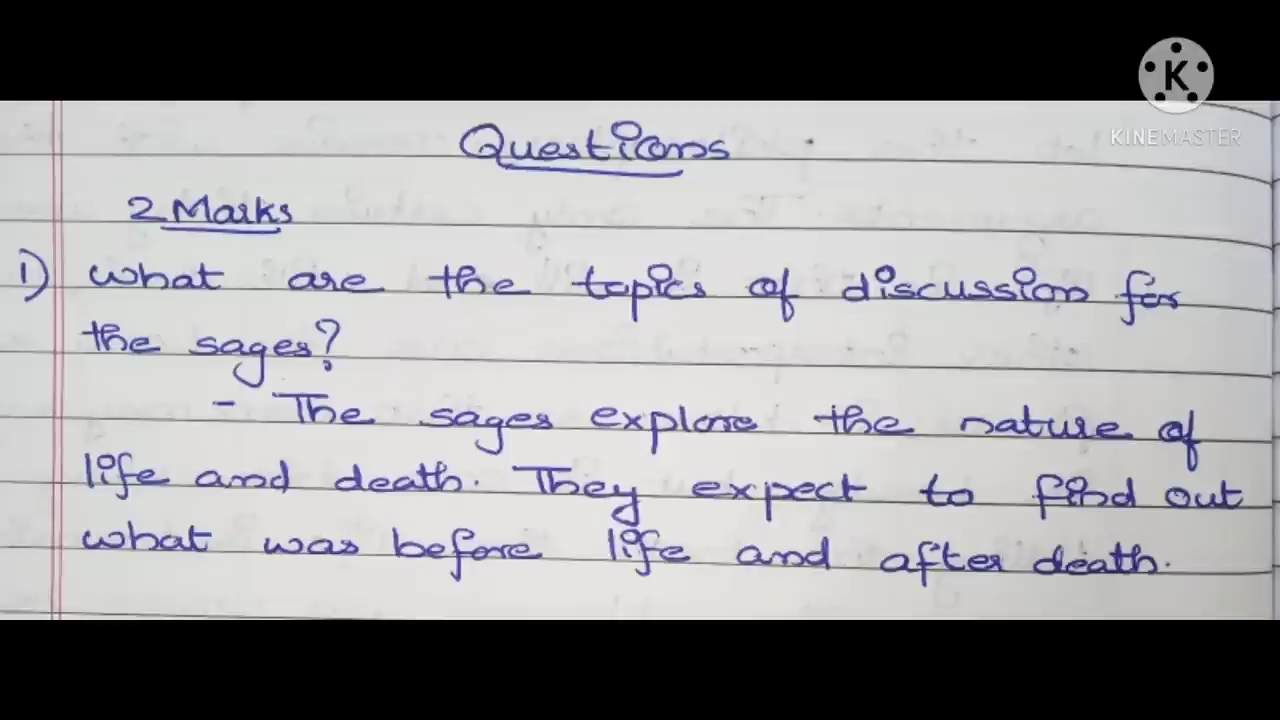 K
KINEMASTER
Questions
2 Marks
1) what are the topics of discussion for
the sages?
- The sages explore the nature of
life and death. They expect to find out
what was before life and after death.